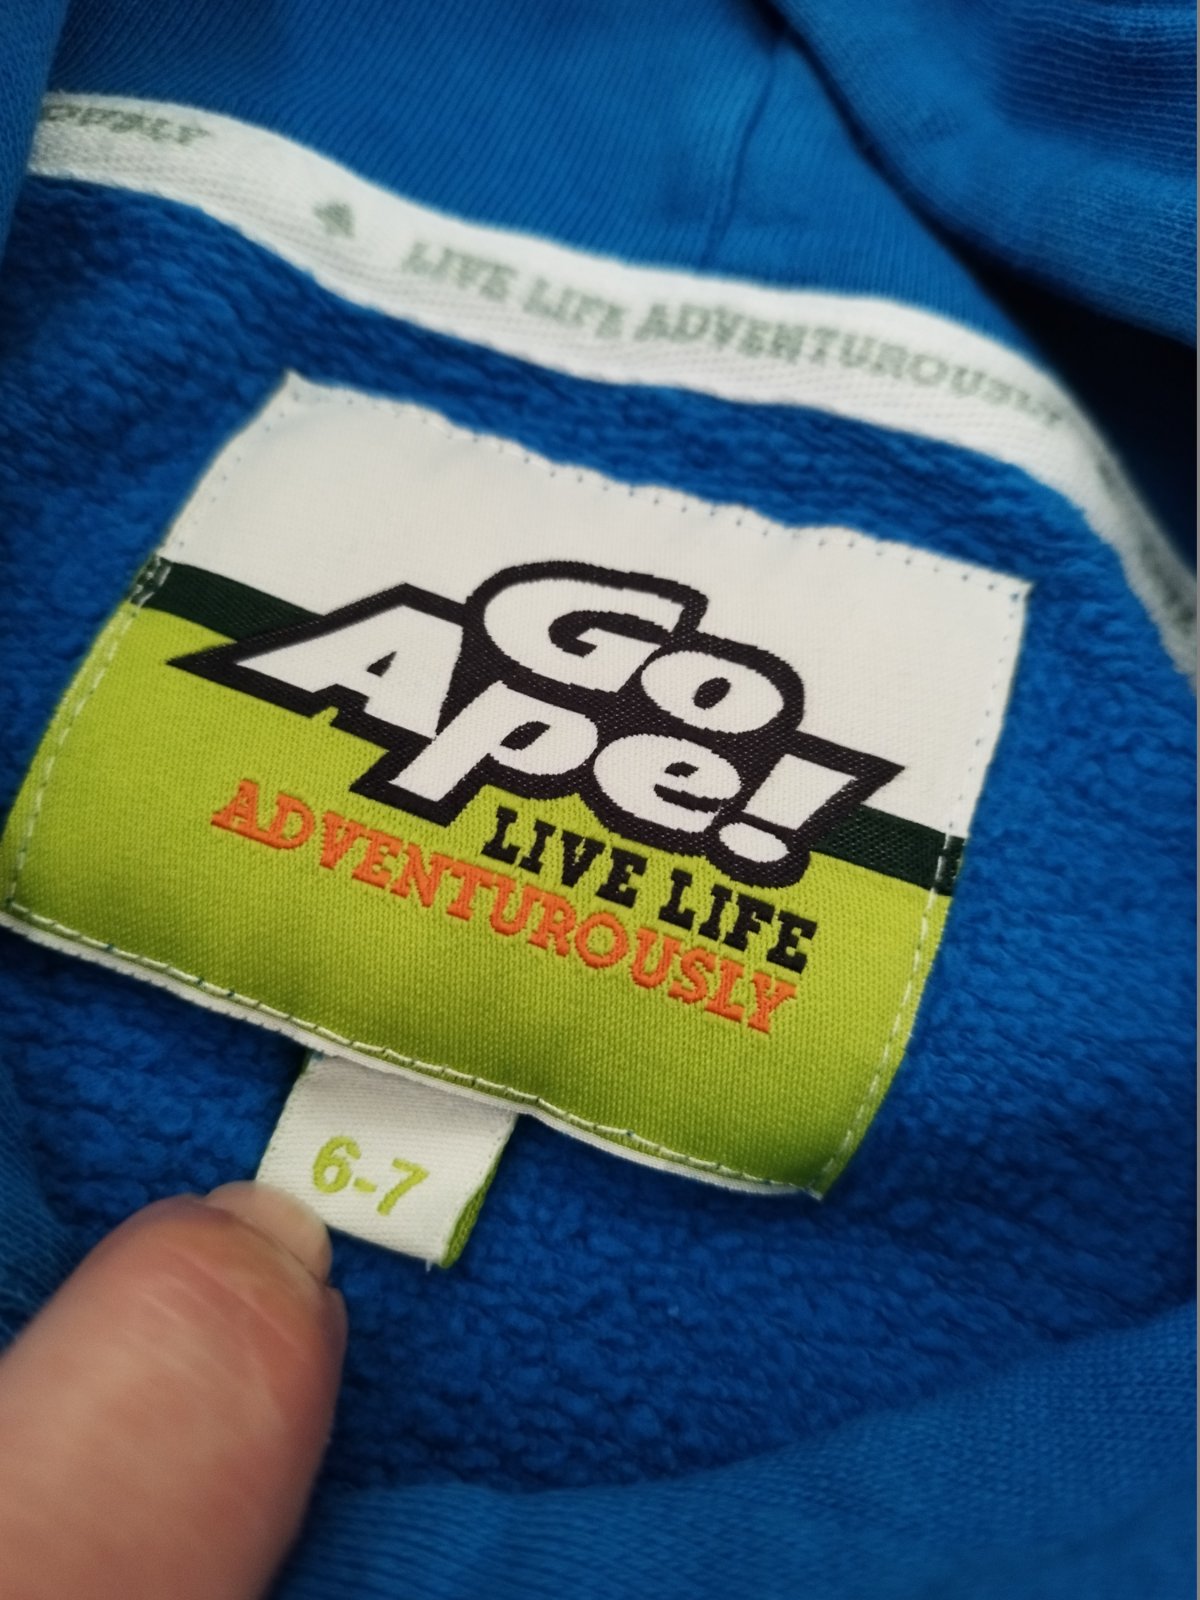 LIVE LIFE ADVENTUROUSLY
Go
Ape!
LIVE LIFE
ADVENTUROUSLY
6-7